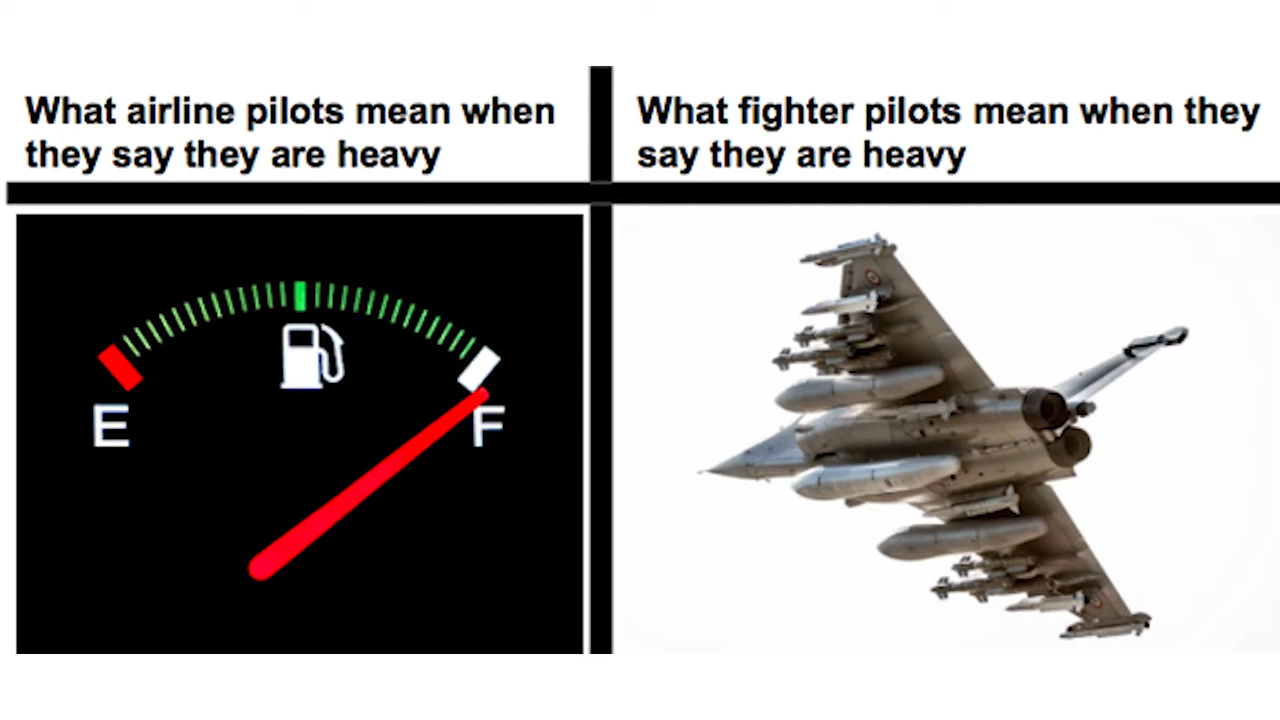 What airline pilots mean when
they say they are heavy
What fighter pilots mean when they
say they are heavy
E
F